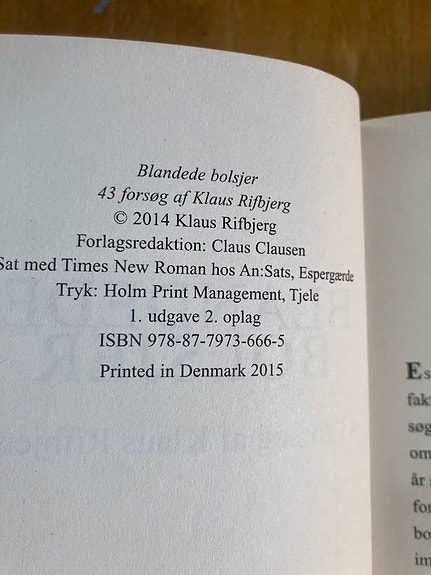 Blandede bolsjer
43 forsøg af Klaus Rifbjerg
© 2014 Klaus Rifbjerg
Forlagsredaktion: Claus Clausen
Sat med Times New Roman hos An:Sats, Espergærde
Tryk: Holm Print Management, Tjele
1. udgave 2. oplag
ISBN 978-87-7973-666-5
Printed in Denmark 2015
om
år